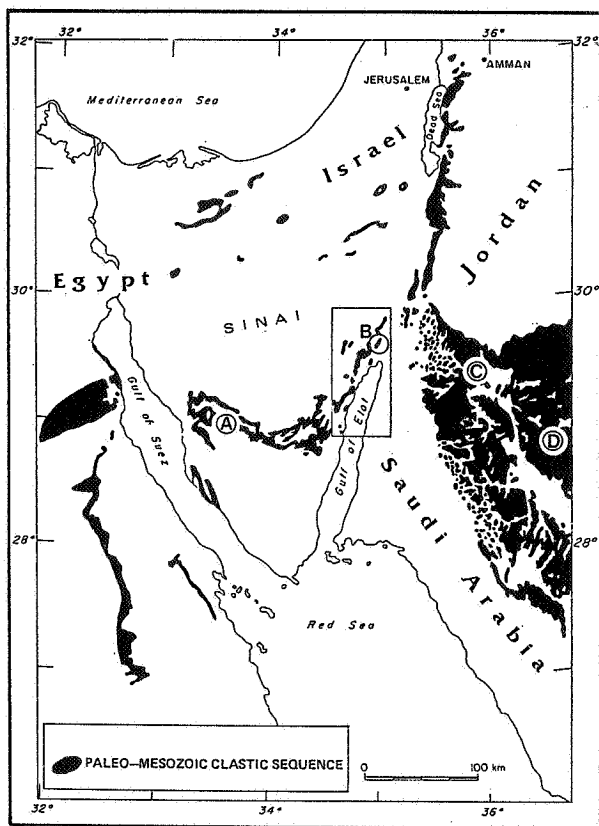 32° 34° 36°
32° 32°
JERUSALEM AMMAN
Mediterranean Sea
Dead Sea
Israel
Jordan
Egypt
30° 30°
SINAI
B
C
Gulf of Suez
Gulf of Elat
A
D
Saudi Arabia
28° 28°
Red Sea
PALEO—MESOZOIC CLASTIC SEQUENCE
0 100 km
32° 34° 36°